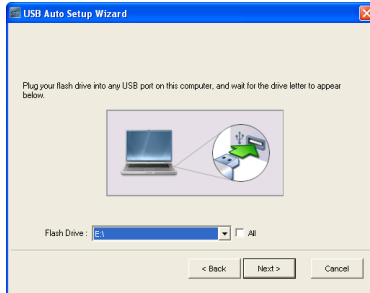 USB Auto Setup Wizard
Plug your flash drive into any USB port on this computer, and wait for the drive letter to appear
below.
Flash Drive : E:\ All
< Back Next > Cancel